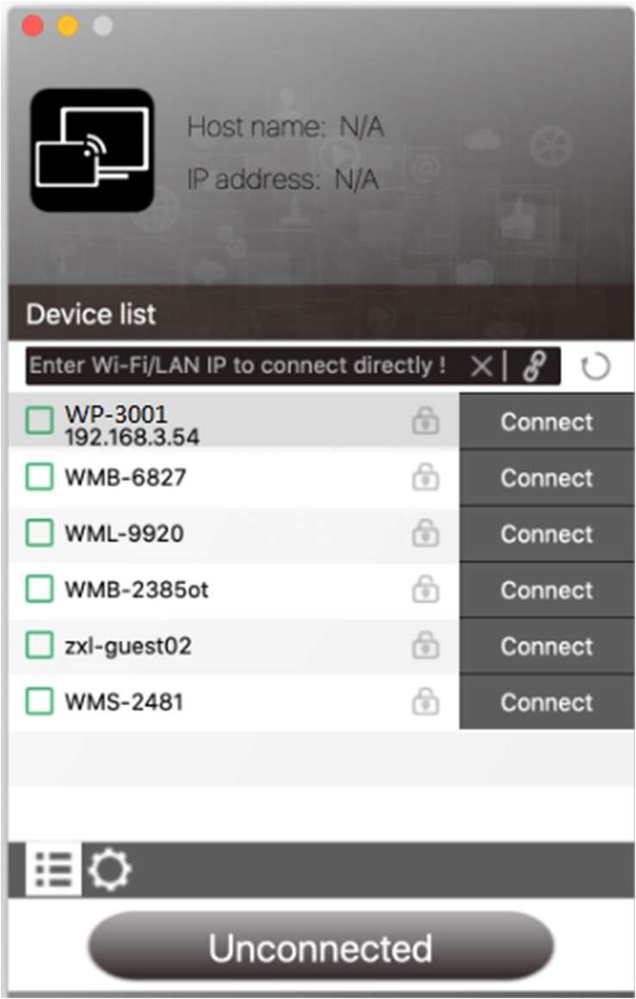 Host name: N/A
IP address: N/A
Device list
Enter Wi-Fi/LAN IP to connect directly !
WP-3001 Connect
192.168.3.54
WMB-6827 Connect
WML-9920 Connect
WMB-2385ot Connect
zxl-guest02 Connect
WMS-2481 Connect
Unconnected